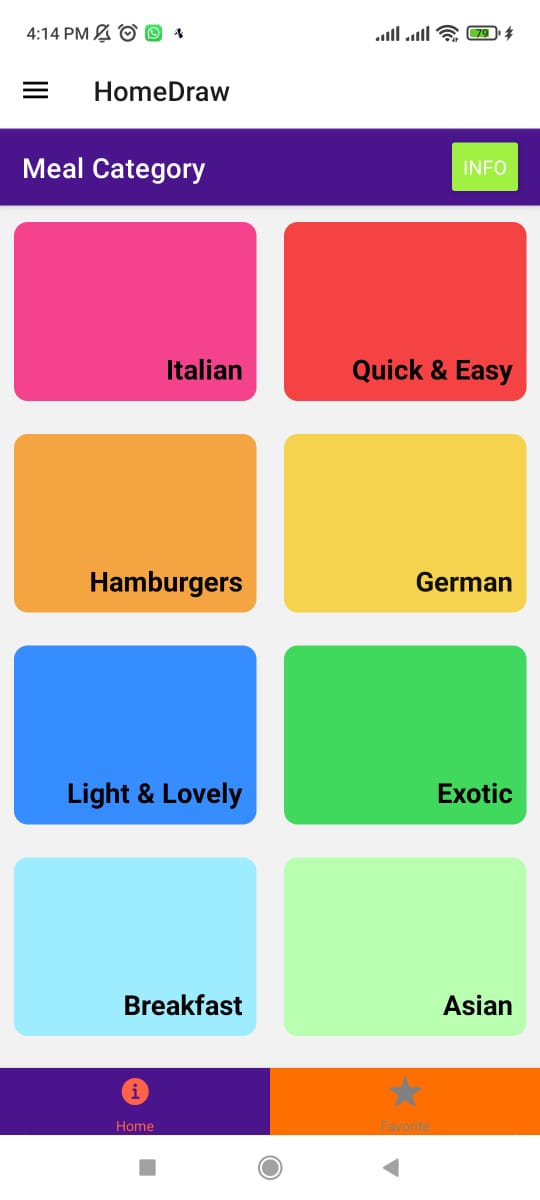 4:14 PM 79
HomeDraw
Meal Category INFO
Italian Quick & Easy
Hamburgers German
Light & Lovely Exotic
Breakfast Asian
Home Favorite